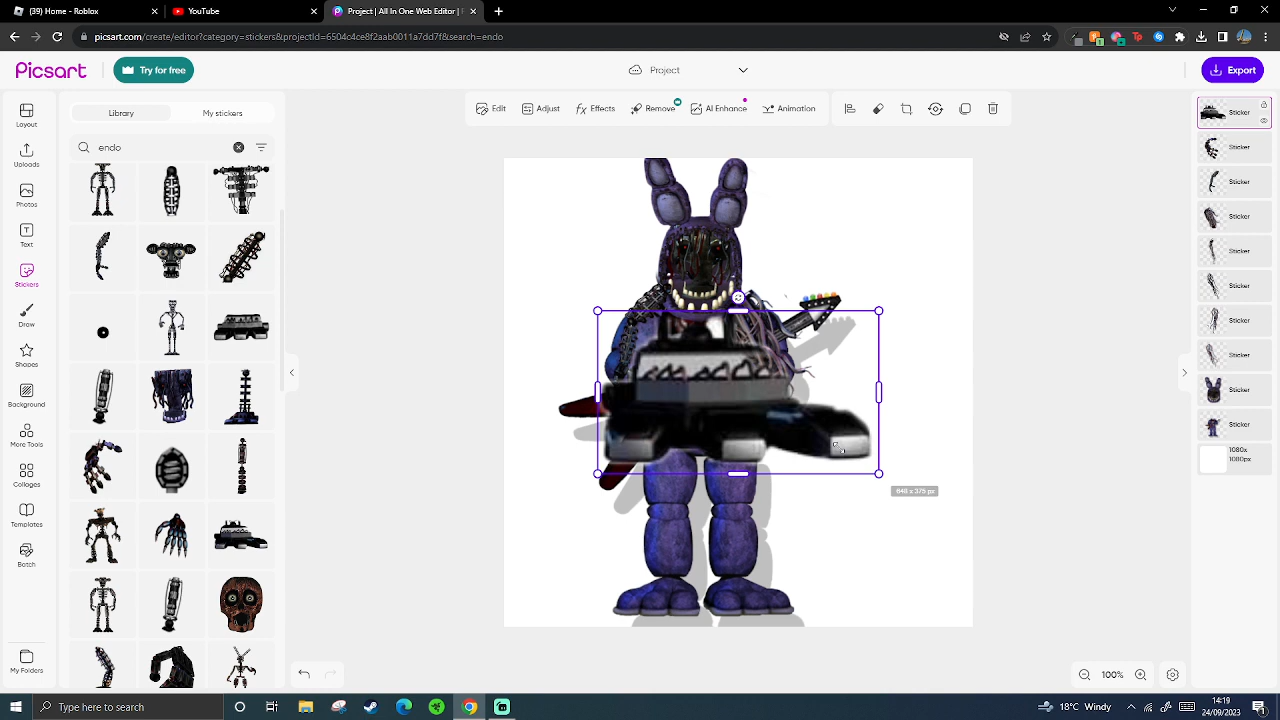 (39) Home - Roblox
YouTube
Project | All In One Web Editor |
picsart.com/create/editor?category=stickers&projectId=6504c4ce8f2aab0011a7dd7f&search=endo
Picsart
Try for free
Project
Export
Layout
Uploads
Photos
Text
Stickers
Draw
Shapes
Background
More Tools
Collages
Templates
Batch
My Folders
Library
My stickers
endo
Edit
Adjust
Effects
Remove
AI Enhance
Animation
648 x 375 px
Sticker
Sticker
Sticker
Sticker
Sticker
Sticker
Sticker
Sticker
Sticker
Sticker
1080x
1080px
100%
Type here to search
18°C Windy
14:19
24/09/2023